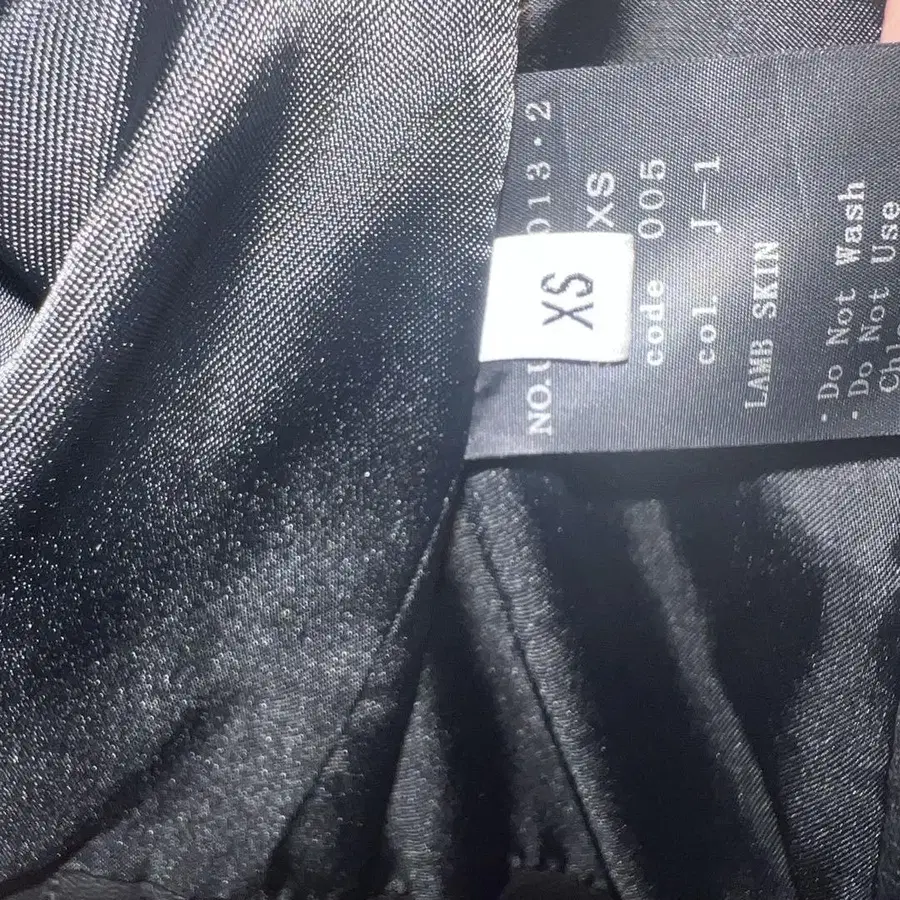 NO. 013・2
XS
XS
code 005
col. J-1
LAMB SKIN
・Do Not Wash
・Do Not Use